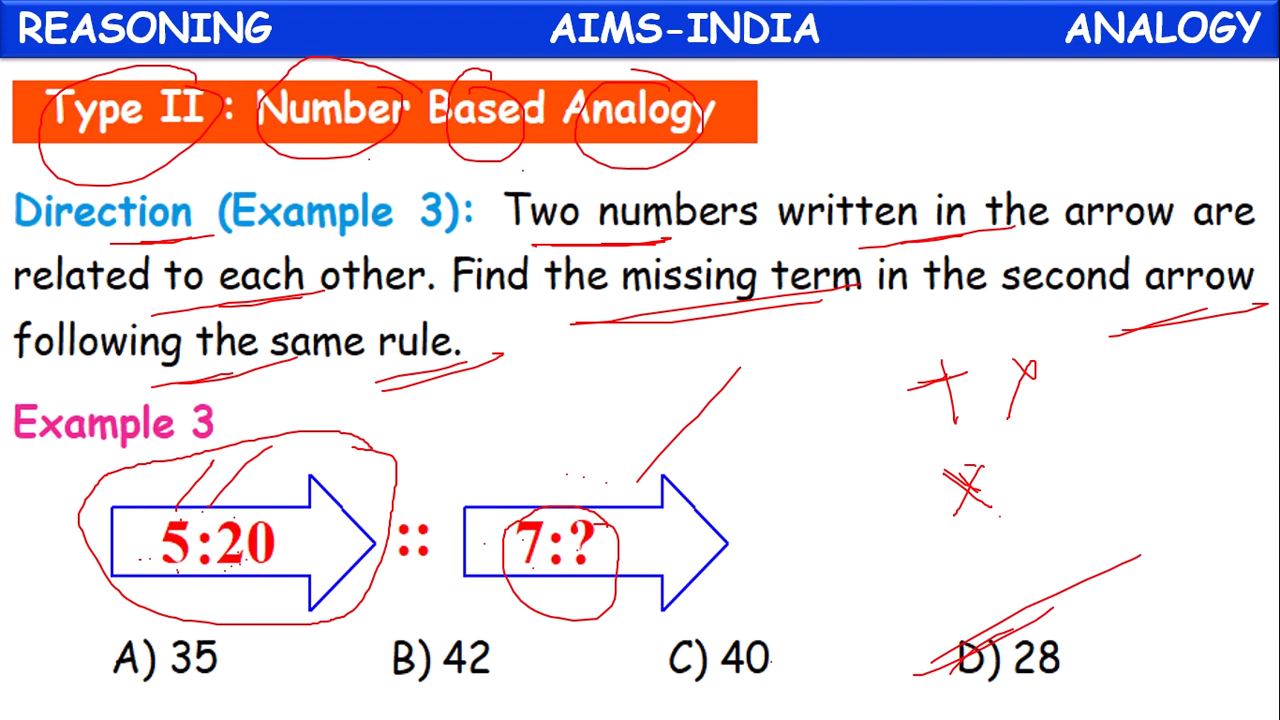 REASONING AIMS-INDIA ANALOGY
Type II : Number Based Analogy
Direction (Example 3): Two numbers written in the arrow are
related to each other. Find the missing term in the second arrow
following the same rule.
Example 3
5:20 :: 7:?
A) 35 B) 42 C) 40 D) 28